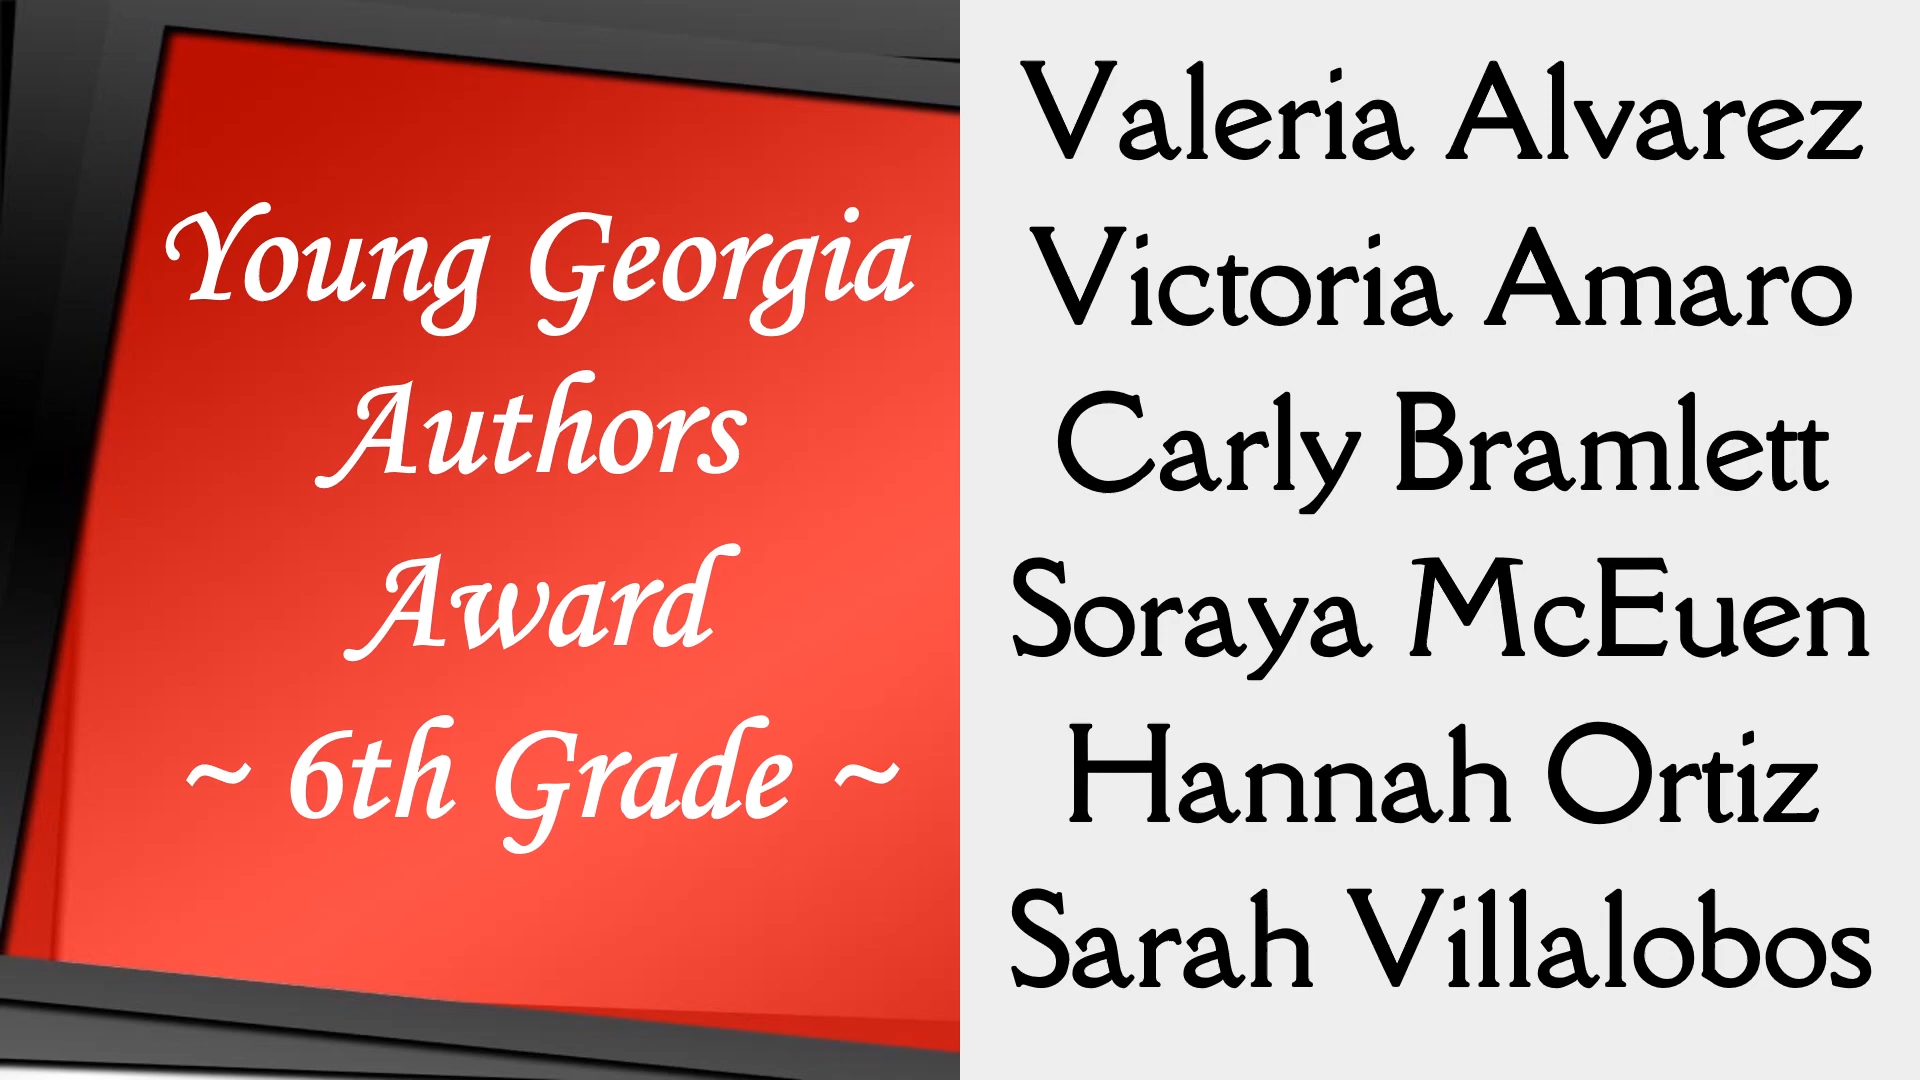 Young Georgia
Authors
Award
~ 6th Grade ~
Valeria Alvarez
Victoria Amaro
Carly Bramlett
Soraya McEuen
Hannah Ortiz
Sarah Villalobos